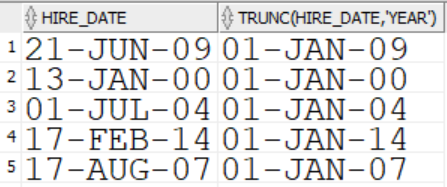 HIRE_DATE TRUNC(HIRE_DATE,'YEAR')
1 21-JUN-09 01-JAN-09
2 13-JAN-00 01-JAN-00
3 01-JUL-04 01-JAN-04
4 17-FEB-14 01-JAN-14
5 17-AUG-07 01-JAN-07